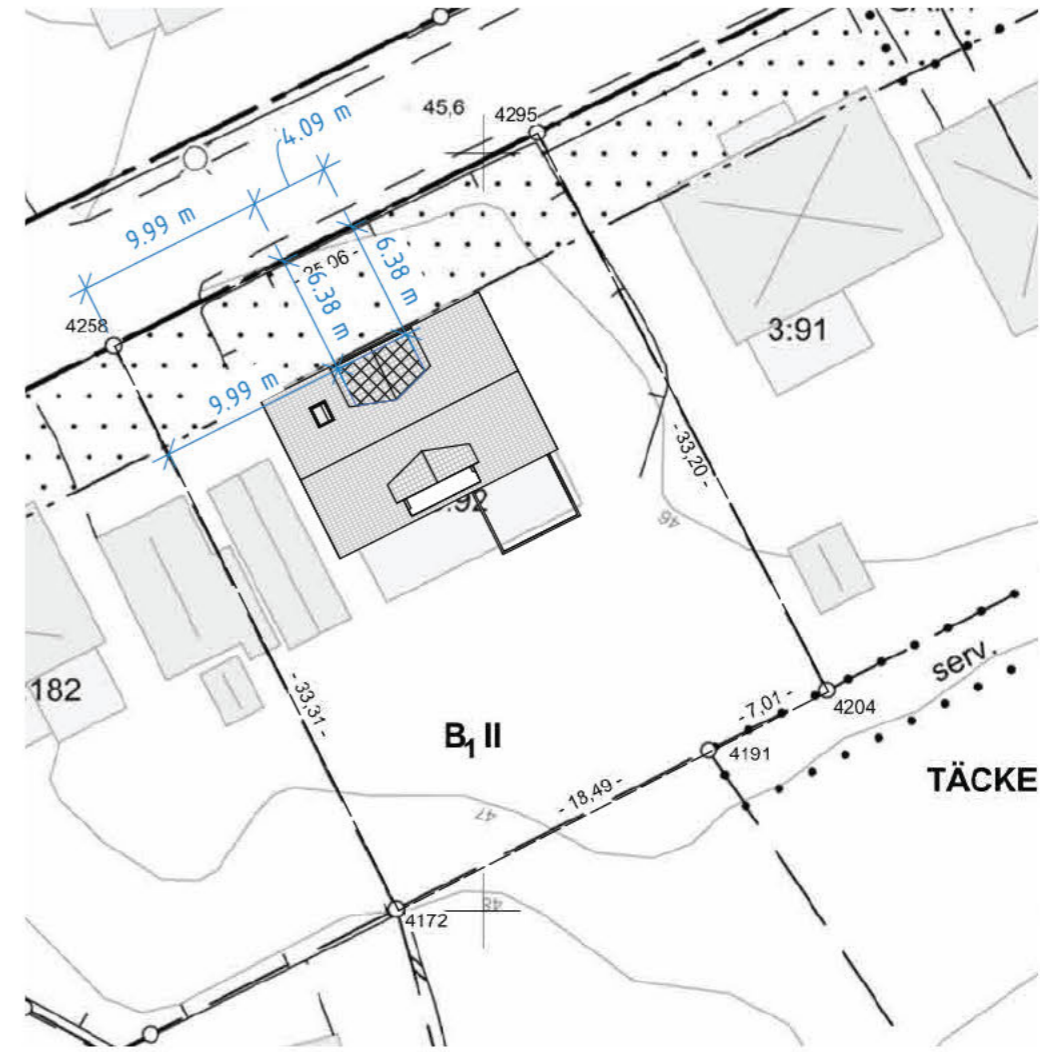 45,6
4295
4.09 m
9.99 m
6.38 m
6.38 m
4258
3:91
9.99 m
-33,20-
46
182
-33,31-
serv.
-7,01-
4204
B₁ II
4191
TÄCKE
-18,49-
47
48
4172